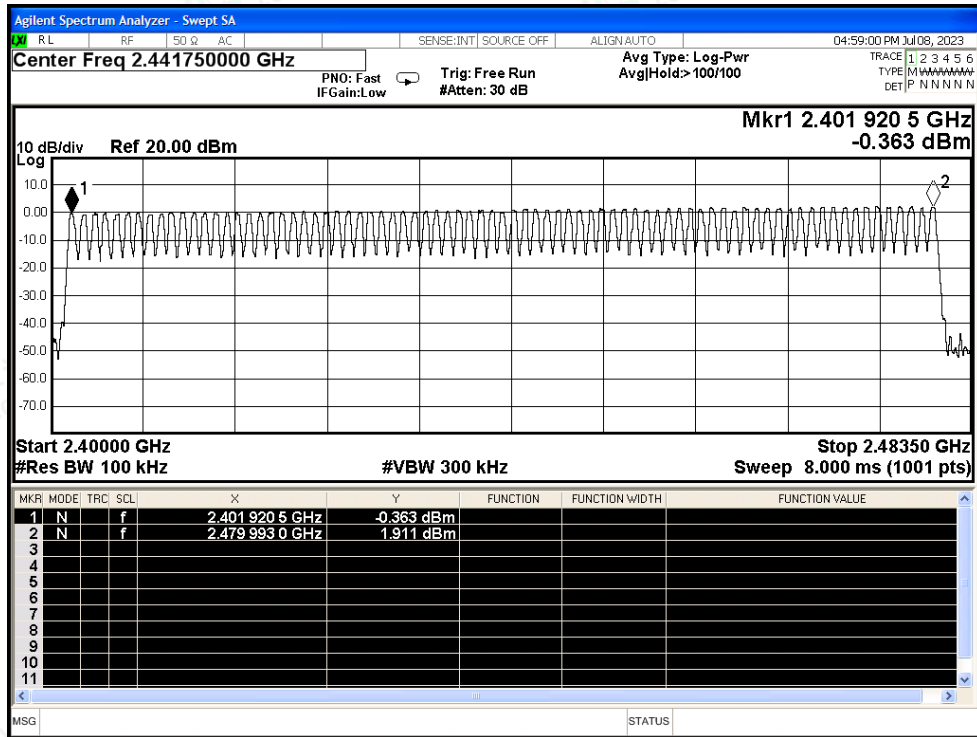 Agilent Spectrum Analyzer - Swept SA
LXI RL RF 50 Ω AC SENSE:INT SOURCE OFF ALIGN AUTO 04:59:00 PM Jul 08, 2023
Center Freq 2.441750000 GHz
Avg Type: Log-Pwr
TRACE 1 2 3 4 5 6
PNO: Fast Trig: Free Run
Avg|Hold:>100/100
TYPE M
IFGain:Low #Atten: 30 dB
DET P N N N N N
Mkr1 2.401 920 5 GHz
10 dB/div Ref 20.00 dBm -0.363 dBm
Log
10.0
1
2
0.00
-10.0
-20.0
-30.0
-40.0
-50.0
-60.0
-70.0
Start 2.40000 GHz Stop 2.48350 GHz
#Res BW 100 kHz #VBW 300 kHz Sweep 8.000 ms (1001 pts)
MKR MODE TRC SCL X Y FUNCTION FUNCTION WIDTH FUNCTION VALUE
1 N f 2.401 920 5 GHz -0.363 dBm
2 N f 2.479 993 0 GHz 1.911 dBm
3
4
5
6
7
8
9
10
11
MSG STATUS